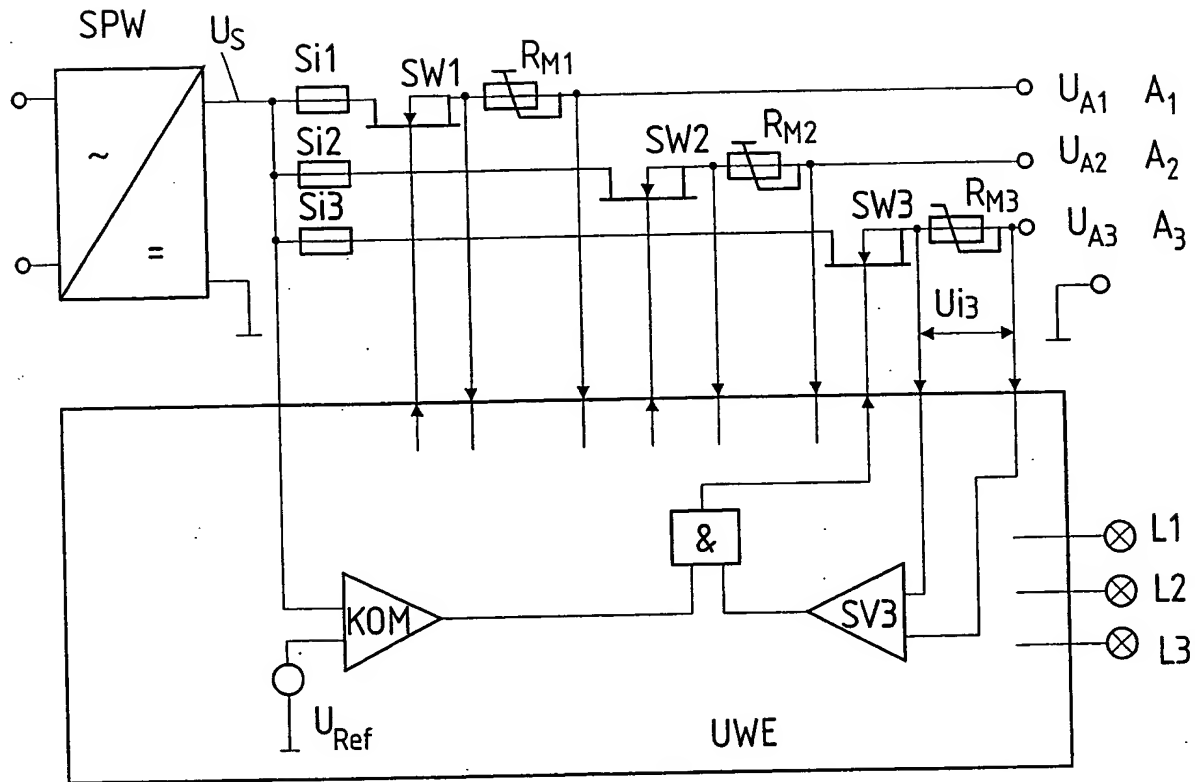 SPW
U_S
Si1
SW1
R_M1
U_A1 A_1
Si2
SW2
R_M2
U_A2 A_2
Si3
SW3
R_M3
U_A3 A_3
~
=
Ui3
&
KOM
SV3
L1
L2
L3
U_Ref
UWE